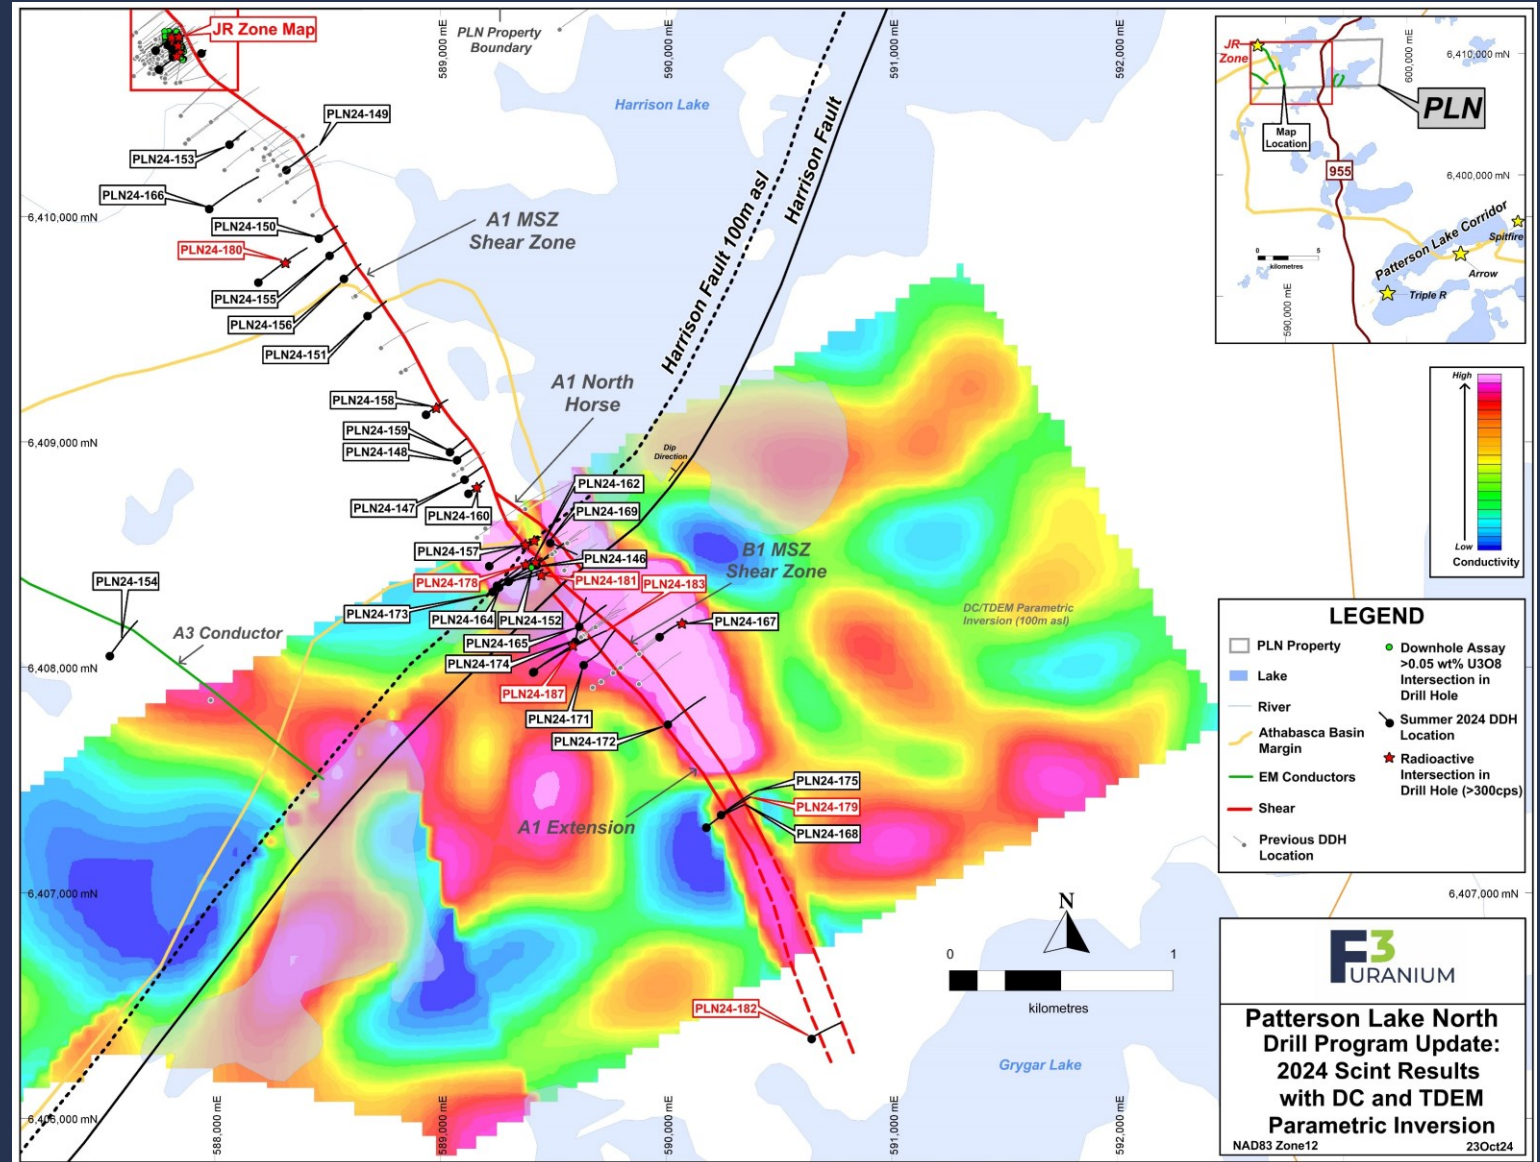 JR Zone Map
PLN Property
Boundary
589,000 mE
590,000 mE
591,000 mE
592,000 mE
Harrison Lake
PLN24-149
PLN24-153
PLN24-166
6,410,000 mN
PLN24-150
PLN24-180
A1 MSZ
Shear Zone
PLN24-155
PLN24-156
PLN24-151
Harrison Fault 100m asl
Harrison Fault
A1 North
Horse
PLN24-158
PLN24-159
PLN24-148
6,409,000 mN
Dip
Direction
PLN24-147
PLN24-160
PLN24-162
PLN24-169
PLN24-157
PLN24-146
B1 MSZ
Shear Zone
PLN24-178
PLN24-181
PLN24-183
PLN24-154
PLN24-173
PLN24-164
PLN24-152
PLN24-167
DC/TDEM Parametric
Inversion (100m asl)
A3 Conductor
PLN24-165
PLN24-174
6,408,000 mN
PLN24-187
PLN24-171
PLN24-172
PLN24-175
PLN24-179
PLN24-168
A1 Extension
6,407,000 mN
6,407,000 mN
N
0
1
kilometres
PLN24-182
Grygar Lake
6,406,000 mN
588,000 mE
589,000 mE
590,000 mE
591,000 mE
592,000 mE
JR
Zone
600,000 mE
6,410,000 mN
PLN
Map
Location
955
6,400,000 mN
Patterson Lake Corridor
Spitfire
Arrow
Triple R
0
5
kilometres
590,000 mE
High
Low
Conductivity
LEGEND
PLN Property
Lake
River
Athabasca Basin
Margin
EM Conductors
Shear
Previous DDH
Location
Downhole Assay
>0.05 wt% U3O8
Intersection in
Drill Hole
Summer 2024 DDH
Location
Radioactive
Intersection in
Drill Hole (>300cps)
F3
URANIUM
Patterson Lake North
Drill Program Update:
2024 Scint Results
with DC and TDEM
Parametric Inversion
NAD83 Zone12
23Oct24